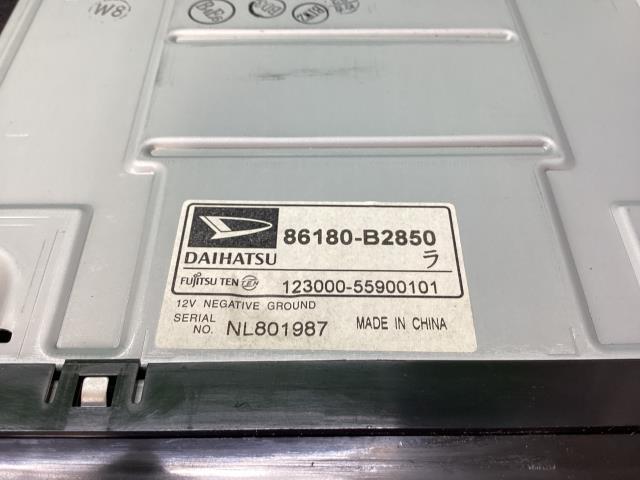 W8
86180-B2850
DAIHATSU
ラ
FUJITSU TEN
123000-55900101
12V NEGATIVE GROUND
SERIAL NO. NL801987
MADE IN CHINA